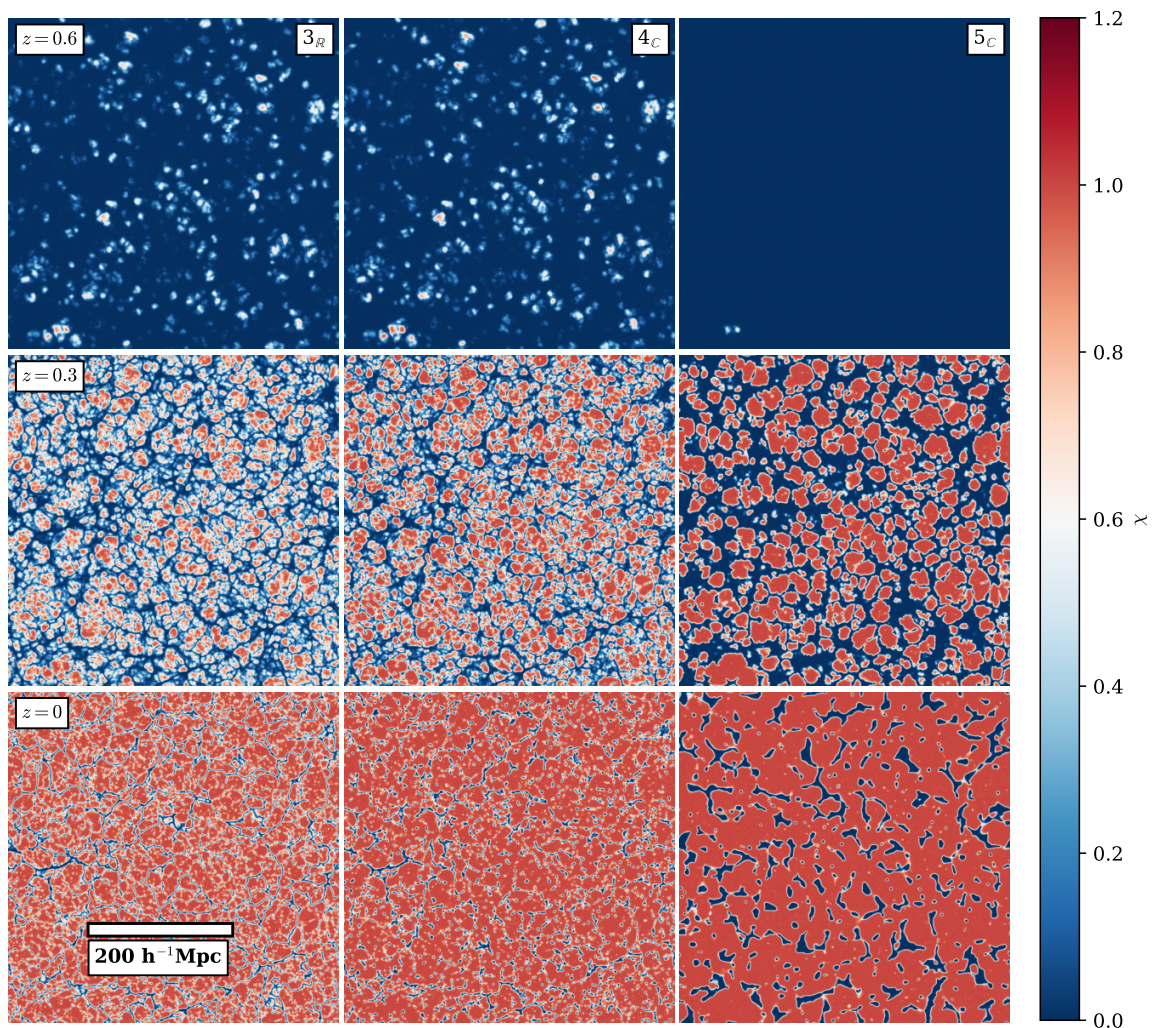 z = 0.6
3ℝ
4ℂ
5ℂ
z = 0.3
z = 0
200 h⁻¹Mpc
1.2
1.0
0.8
0.6
0.4
0.2
0.0
χ